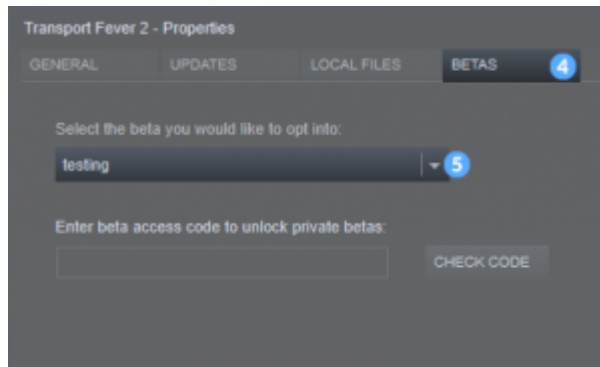 Transport Fever 2 - Properties
GENERAL UPDATES LOCAL FILES BETAS 4
Select the beta you would like to opt into:
testing 5
Enter beta access code to unlock private betas:
CHECK CODE